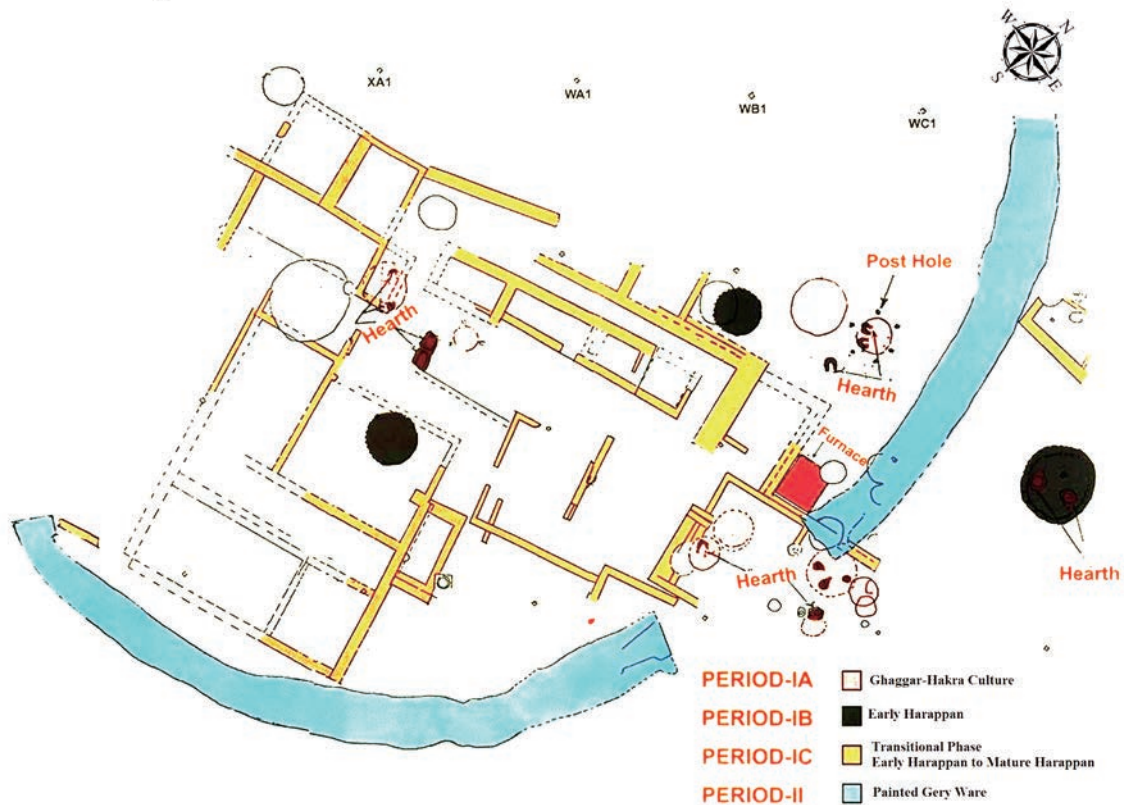 W N
S E
XA1
WA1
WB1
WC1
Post Hole
Hearth
Hearth
Furnace
Hearth
Hearth
PERIOD-IA Ghaggar-Hakra Culture
PERIOD-IB Early Harappan
PERIOD-IC Transitional Phase
Early Harappan to Mature Harappan
PERIOD-II Painted Gery Ware